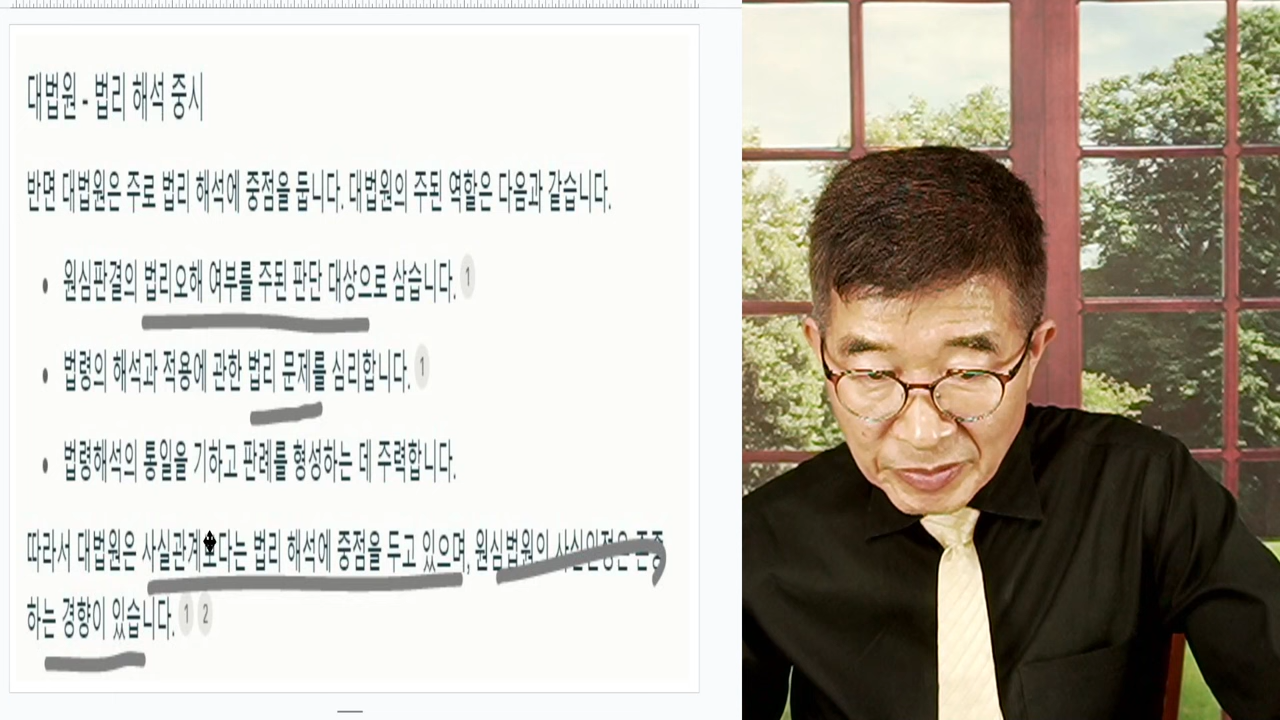 대법원 - 법리 해석 중시
반면 대법원은 주로 법리 해석에 중점을 둡니다. 대법원의 주된 역할은 다음과 같습니다.
• 원심판결의 법리오해 여부를 주된 판단 대상으로 삼습니다. 1
• 법령의 해석과 적용에 관한 법리 문제를 심리합니다. 1
• 법령해석의 통일을 기하고 판례를 형성하는 데 주력합니다.
따라서 대법원은 사실관계보다는 법리 해석에 중점을 두고 있으며, 원심법원의 사실인정은 존중
하는 경향이 있습니다. 1 2